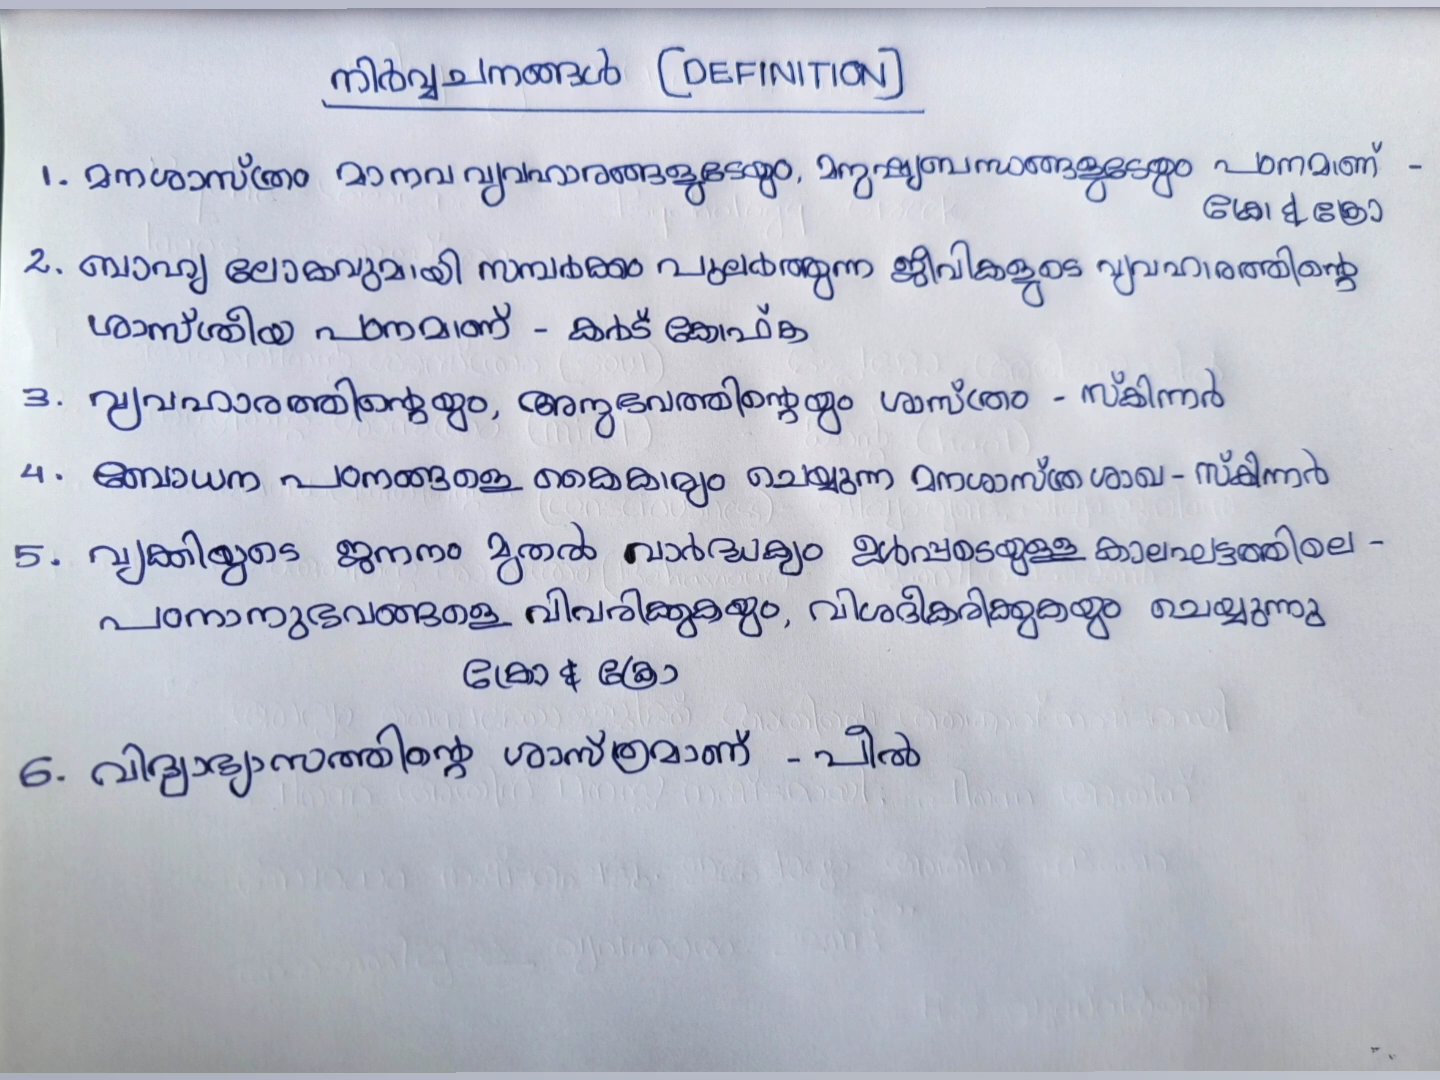 നിർവ്വചനങ്ങൾ [DEFINITION]
1. മനശാസ്ത്രം മാനവ വ്യവഹാരങ്ങളുടേയും, മനുഷ്യബന്ധങ്ങളുടേയും പഠനമാണ് -
ക്രോ & ക്രോ
2. ബാഹ്യ ലോകവുമായി സമ്പർക്കം പുലർത്തുന്ന ജീവികളുടെ വ്യവഹാരത്തിന്റെ
ശാസ്ത്രീയ പഠനമാണ് - കർട് കോഫ്ക
3. വ്യവഹാരത്തിന്റെയും, അനുഭവത്തിന്റെയും ശാസ്ത്രം - സ്കിന്നർ
4. ബോധന പഠനങ്ങളെ കൈകാര്യം ചെയ്യുന്ന മനശാസ്ത്ര ശാഖ - സ്കിന്നർ
5. വ്യക്തിയുടെ ജനനം മുതൽ വാർദ്ധക്യം ഉൾപ്പടെയുള്ള കാലഘട്ടത്തിലെ -
പഠനാനുഭവങ്ങളെ വിവരിക്കുകയും, വിശദീകരിക്കുകയും ചെയ്യുന്നു
ക്രോ & ക്രോ
6. വിദ്യാഭ്യാസത്തിന്റെ ശാസ്ത്രമാണ് - പീൽ